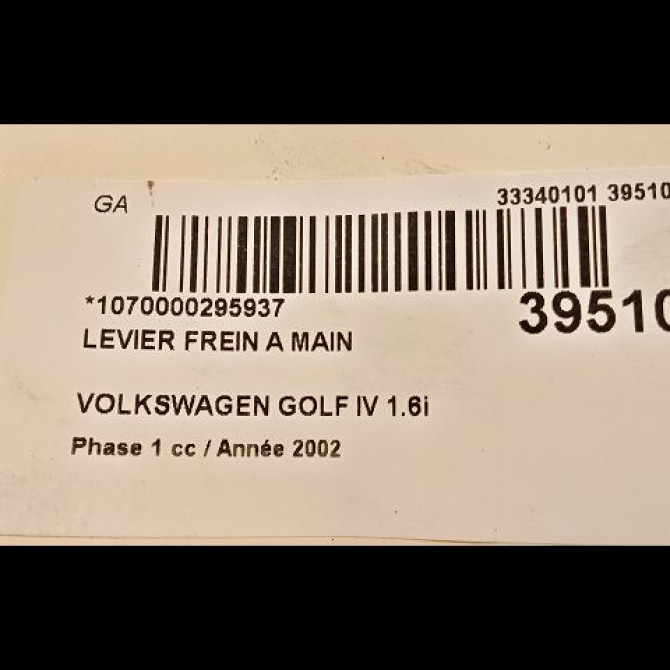 GA
33340101 39510
*1070000295937
39510
LEVIER FREIN A MAIN
VOLKSWAGEN GOLF IV 1.6i
Phase 1 cc / Année 2002